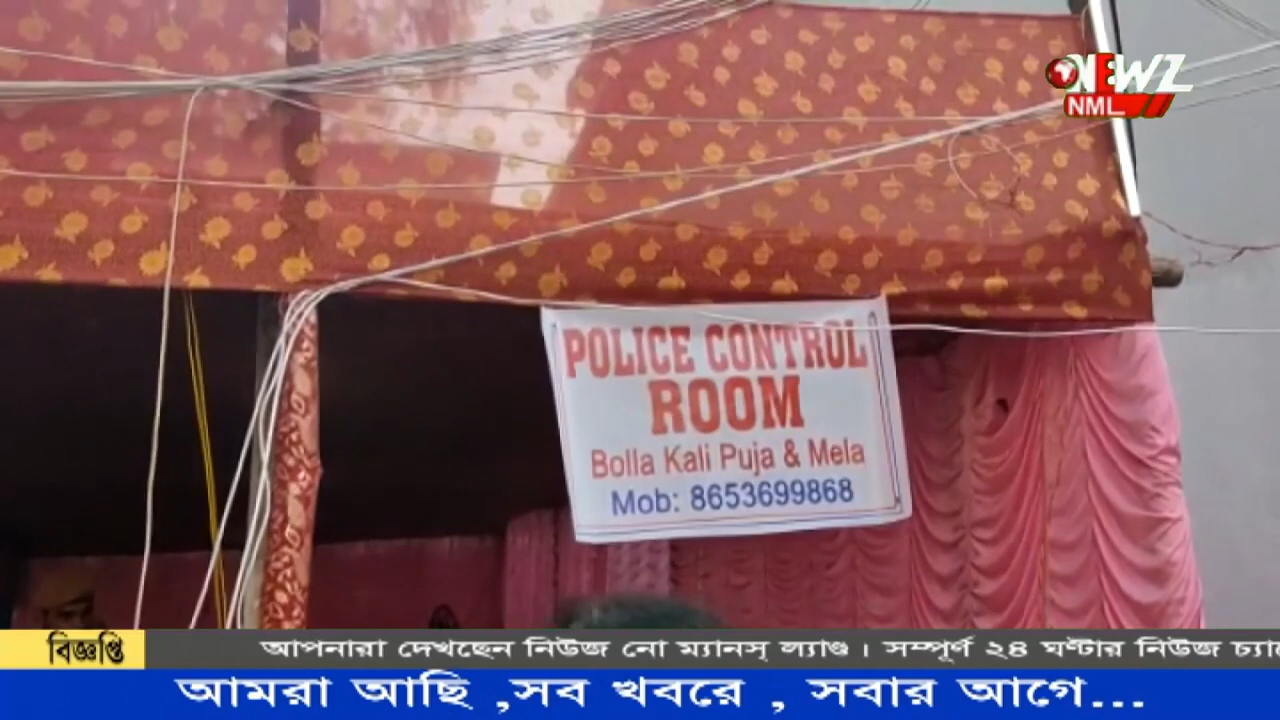 NEWZ
NML
POLICE CONTROL
ROOM
Bolla Kali Puja & Mela
Mob: 8653699868
বিজ্ঞপ্তি
আপনারা দেখছেন নিউজ নো ম্যানস্ ল্যাণ্ড । সম্পূর্ণ ২৪ ঘণ্টার নিউজ
আমরা আছি ,সব খবরে , সবার আগে...